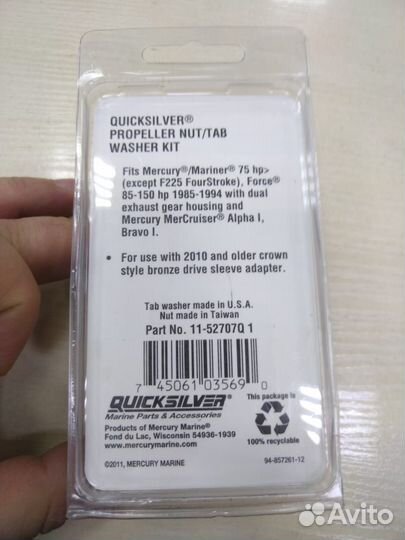 QUICKSILVER®
PROPELLER NUT/TAB
WASHER KIT
Fits Mercury®/Mariner® 75 hp>
(except F225 FourStroke), Force®
85-150 hp 1985-1994 with dual
exhaust gear housing and
Mercury MerCruiser® Alpha I,
Bravo I.
• For use with 2010 and older crown
style bronze drive sleeve adapter.
Tab washer made in U.S.A.
Nut made in Taiwan
Part No. 11-52707Q 1
7 45061 03569 0
QUICKSILVER®
Marine Parts & Accessories
Products of Mercury Marine®
Fond du Lac, Wisconsin 54936-1939
www.mercurymarine.com
This package is
100% recyclable
©2011, MERCURY MARINE
94-857261-12
Avito